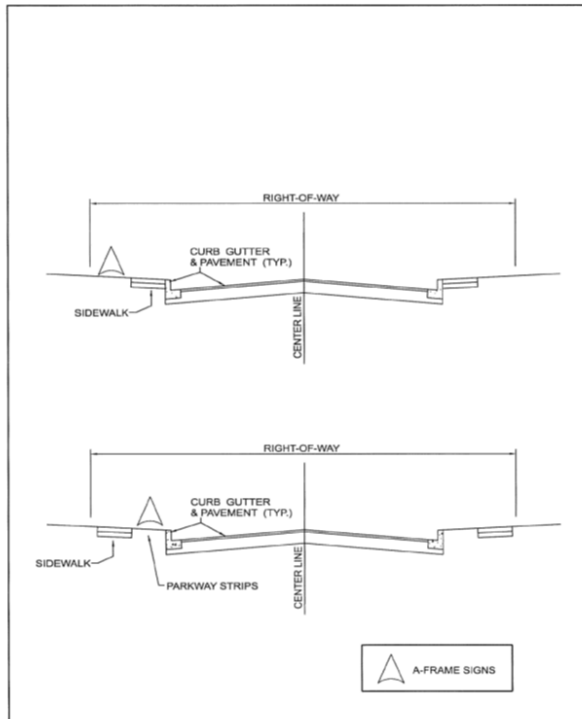 RIGHT-OF-WAY
CURB GUTTER
& PAVEMENT (TYP.)
SIDEWALK
CENTER LINE
RIGHT-OF-WAY
CURB GUTTER
& PAVEMENT (TYP.)
SIDEWALK
PARKWAY STRIPS
CENTER LINE
A-FRAME SIGNS